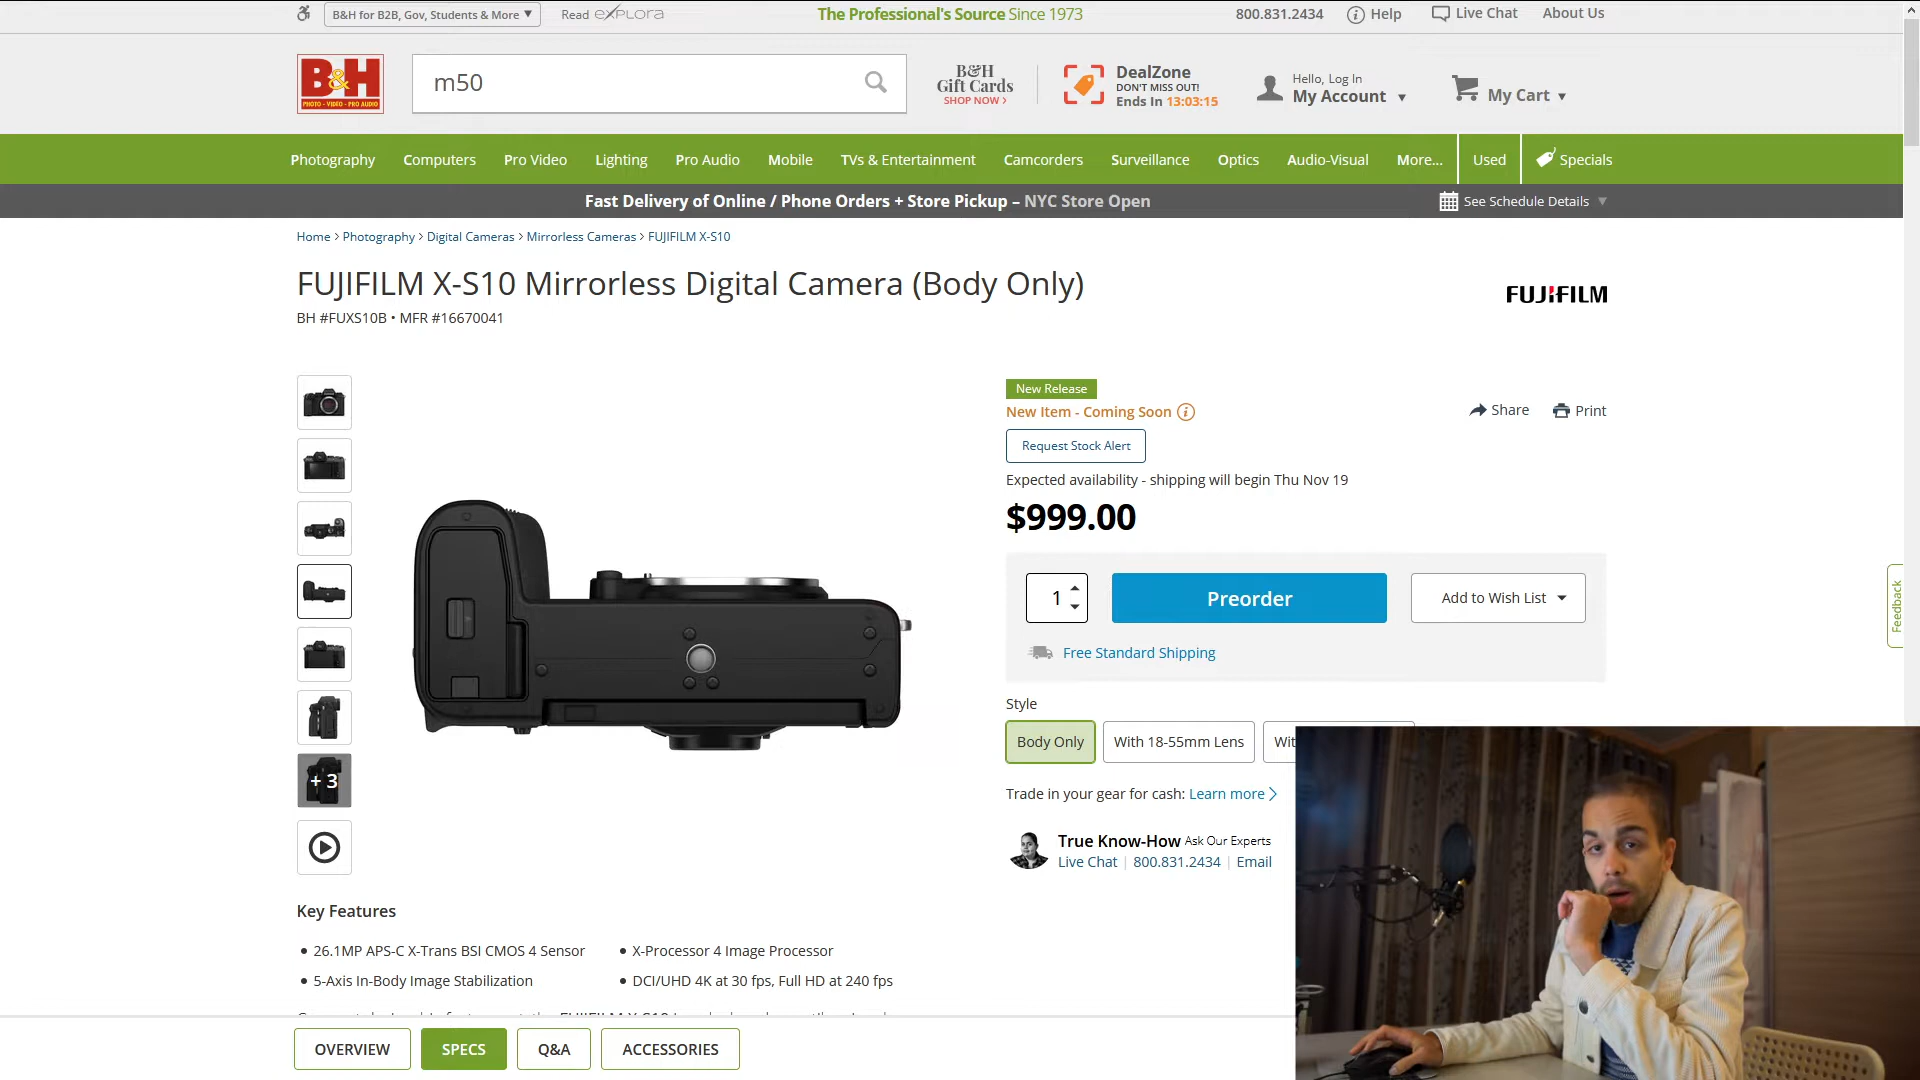 B&H for B2B, Gov, Students & More ▼
Read eXPLORA
The Professional's Source Since 1973
800.831.2434
Help
Live Chat
About Us
B&H
PHOTO - VIDEO - PRO AUDIO
m50
B&H
Gift Cards
SHOP NOW ›
DealZone
DON'T MISS OUT!
Ends In 13:03:15
Hello, Log In
My Account ▼
My Cart ▼
Photography Computers Pro Video Lighting Pro Audio Mobile TVs & Entertainment Camcorders Surveillance Optics Audio-Visual More... Used Specials
Fast Delivery of Online / Phone Orders + Store Pickup – NYC Store Open
See Schedule Details ▼
Home › Photography › Digital Cameras › Mirrorless Cameras › FUJIFILM X-S10
FUJIFILM X-S10 Mirrorless Digital Camera (Body Only)
BH #FUXS10B • MFR #16670041
FUJIFILM
New Release
New Item - Coming Soon
Share
Print
Request Stock Alert
Expected availability - shipping will begin Thu Nov 19
$999.00
1
Preorder
Add to Wish List
Free Standard Shipping
Feedback
Style
Body Only
With 18-55mm Lens
Wit
+ 3
Trade in your gear for cash: Learn more
True Know-How Ask Our Experts
Live Chat | 800.831.2434 | Email
Key Features
• 26.1MP APS-C X-Trans BSI CMOS 4 Sensor
• X-Processor 4 Image Processor
• 5-Axis In-Body Image Stabilization
• DCI/UHD 4K at 30 fps, Full HD at 240 fps
OVERVIEW
SPECS
Q&A
ACCESSORIES